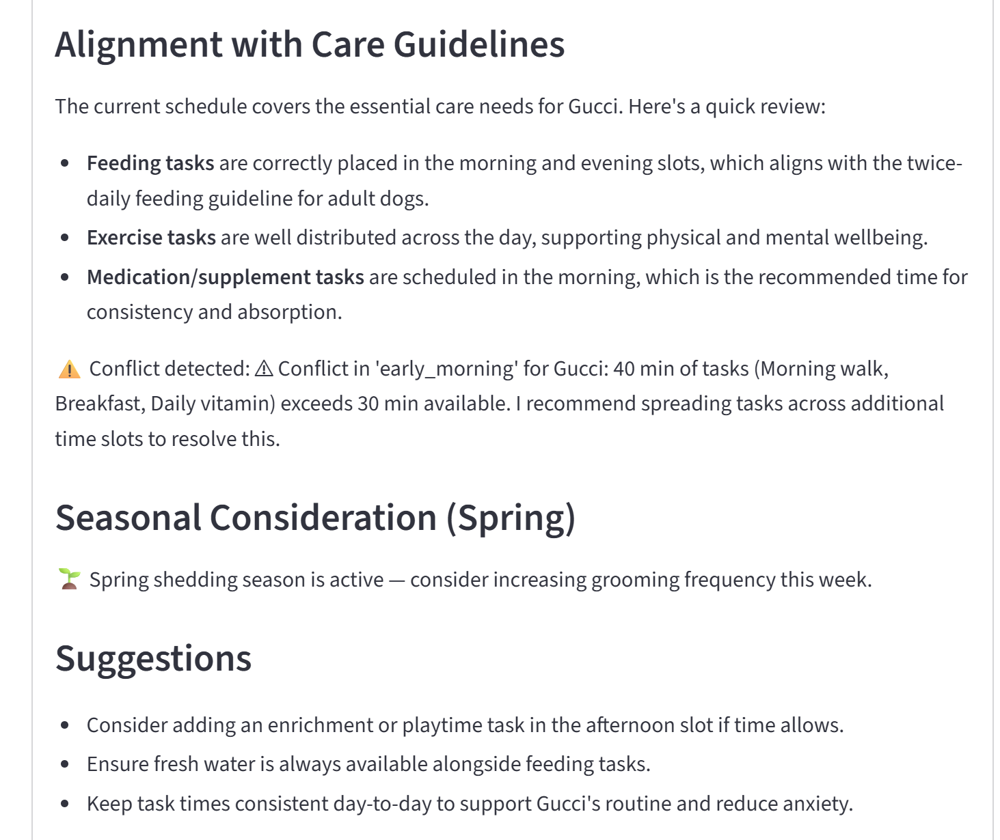 Alignment with Care Guidelines
The current schedule covers the essential care needs for Gucci. Here's a quick review:
• Feeding tasks are correctly placed in the morning and evening slots, which aligns with the twice-
daily feeding guideline for adult dogs.
• Exercise tasks are well distributed across the day, supporting physical and mental wellbeing.
• Medication/supplement tasks are scheduled in the morning, which is the recommended time for
consistency and absorption.
⚠️ Conflict detected: ⚠ Conflict in 'early_morning' for Gucci: 40 min of tasks (Morning walk,
Breakfast, Daily vitamin) exceeds 30 min available. I recommend spreading tasks across additional
time slots to resolve this.
Seasonal Consideration (Spring)
🌱 Spring shedding season is active — consider increasing grooming frequency this week.
Suggestions
• Consider adding an enrichment or playtime task in the afternoon slot if time allows.
• Ensure fresh water is always available alongside feeding tasks.
• Keep task times consistent day-to-day to support Gucci's routine and reduce anxiety.